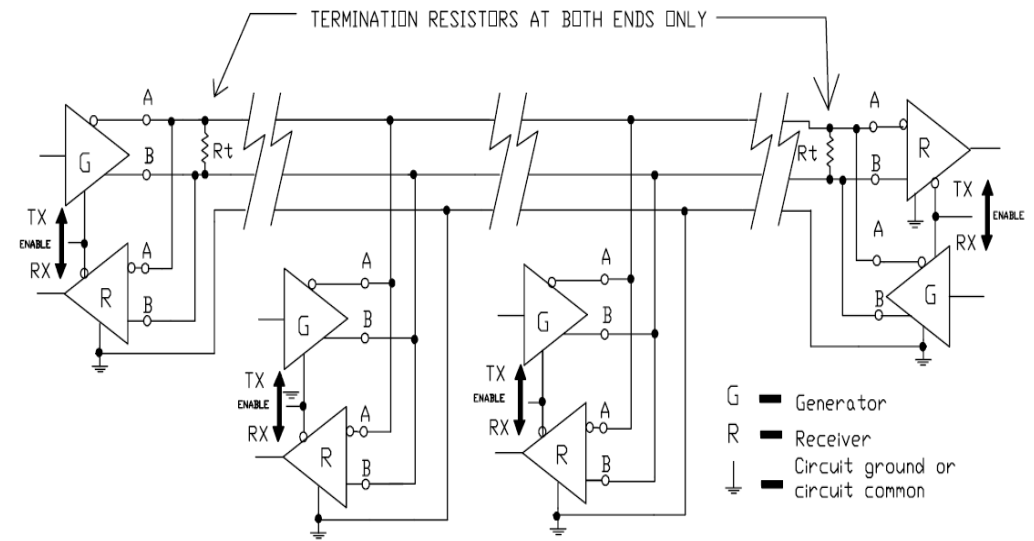 TERMINATION RESISTORS AT BOTH ENDS ONLY
A
G
B
Rt
TX
ENABLE
RX
A
R
B
A
G
B
TX
ENABLE
RX
A
R
B
A
G
B
TX
ENABLE
RX
A
R
B
Rt
A
R
B
TX
ENABLE
RX
A
G
B
G Generator
R Receiver
Circuit ground or
circuit common